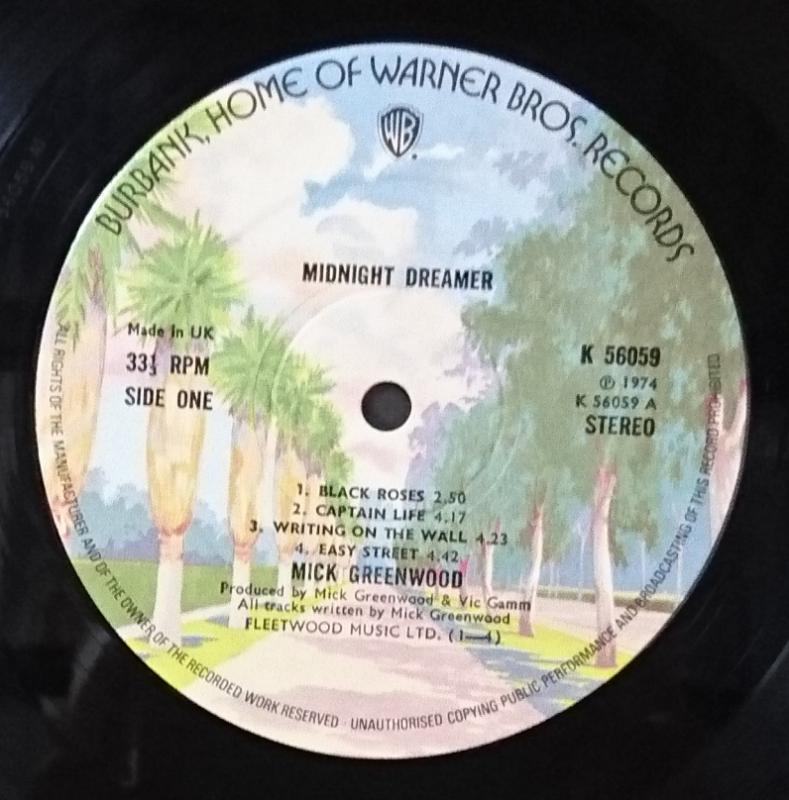 BURBANK, HOME OF WARNER BROS. RECORDS
WB
MIDNIGHT DREAMER
Made in UK
33⅓ RPM
SIDE ONE
K 56059
Ⓟ 1974
K 56059 A
STEREO
1. BLACK ROSES 2.50
2. CAPTAIN LIFE 4.17
3. WRITING ON THE WALL 4.23
4. EASY STREET 4.42
MICK GREENWOOD
Produced by Mick Greenwood & Vic Gamm
All tracks written by Mick Greenwood
FLEETWOOD MUSIC LTD. (1—4)
ALL RIGHTS OF THE MANUFACTURER AND OF THE OWNER OF THE RECORDED WORK RESERVED · UNAUTHORISED COPYING PUBLIC PERFORMANCE AND BROADCASTING OF THIS RECORD PROHIBITED